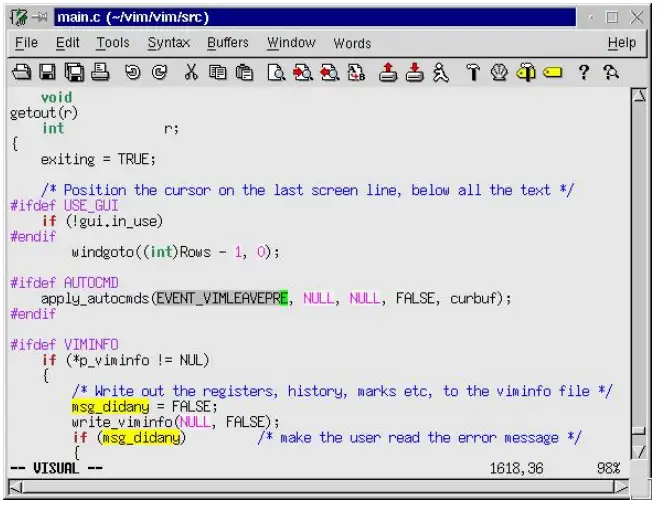 main.c (~/vim/vim/src)
File Edit Tools Syntax Buffers Window Words Help
void
getout(r)
int r;
{
exiting = TRUE;
/* Position the cursor on the last screen line, below all the text */
#ifdef USE_GUI
if (!gui.in_use)
#endif
windgoto((int)Rows - 1, 0);
#ifdef AUTOCMD
apply_autocmds(EVENT_VIMLEAVEPRE, NULL, NULL, FALSE, curbuf);
#endif
#ifdef VIMINFO
if (*p_viminfo != NUL)
{
/* Write out the registers, history, marks etc, to the viminfo file */
msg_didany = FALSE;
write_viminfo(NULL, FALSE);
if (msg_didany) /* make the user read the error message */
{
-- VISUAL -- 1618,36 98%